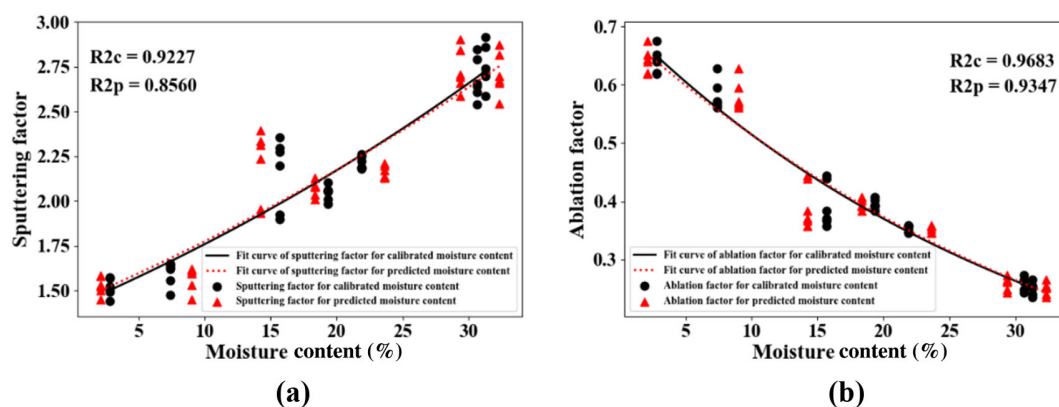 3.00
2.75
2.50
2.25
2.00
1.75
1.50
Sputtering factor
R2c = 0.9227
R2p = 0.8560
Fit curve of sputtering factor for calibrated moisture content
Fit curve of sputtering factor for predicted moisture content
Sputtering factor for calibrated moisture content
Sputtering factor for predicted moisture content
5 10 15 20 25 30
Moisture content (%)
(a)
0.7
0.6
0.5
0.4
0.3
Ablation factor
R2c = 0.9683
R2p = 0.9347
Fit curve of ablation factor for calibrated moisture content
Fit curve of ablation factor for predicted moisture content
Ablation factor for calibrated moisture content
Ablation factor for predicted moisture content
5 10 15 20 25 30
Moisture content (%)
(b)